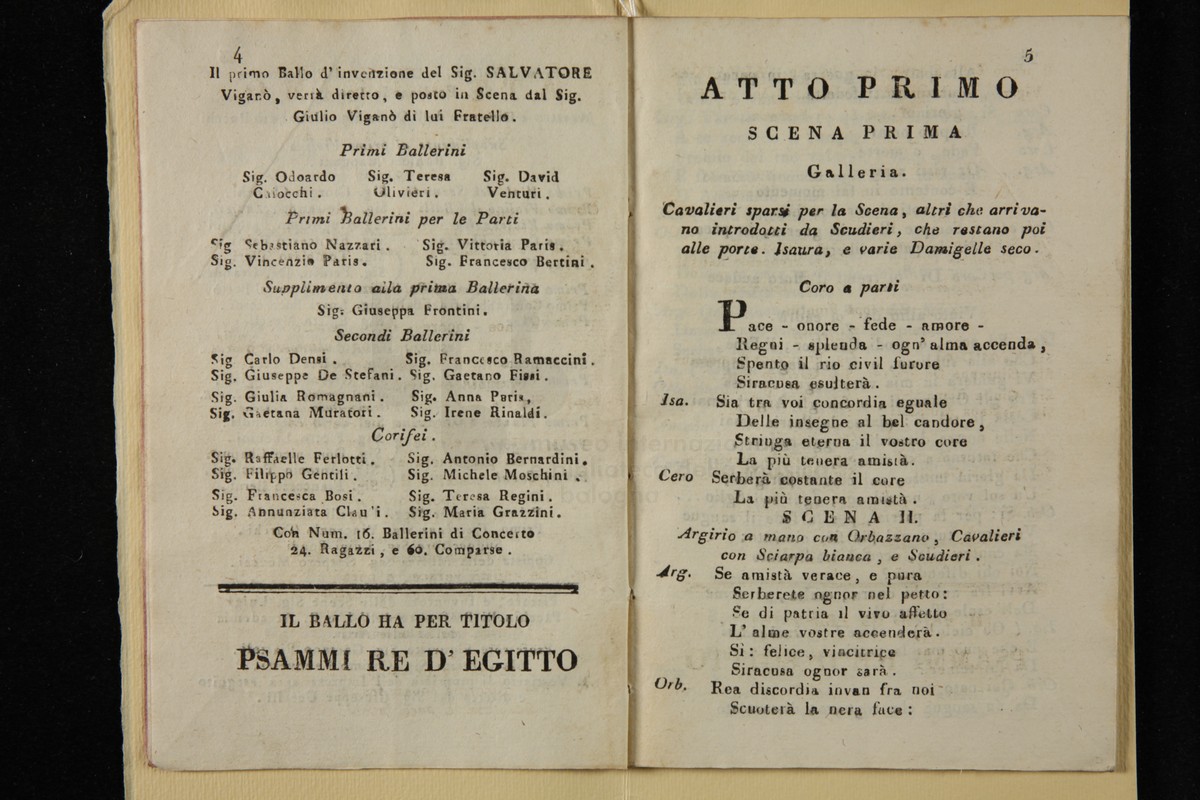 4
Il primo Ballo d' invenzione del Sig. SALVATORE
Viganò, verrà diretto, e posto in Scena dal Sig.
Giulio Viganò di lui Fratello.
Primi Ballerini
Sig. Odoardo Sig. Teresa Sig. David
Caiocchi. Olivieri. Venturi.
Primi Ballerini per le Parti
Sig Sebastiano Nazzari. Sig. Vittoria Paris.
Sig. Vincenzio Paris. Sig. Francesco Bertini.
Supplimento alla prima Ballerina
Sig. Giuseppa Frontini.
Secondi Ballerini
Sig Carlo Densi. Sig. Francesco Ramaccini.
Sig. Giuseppe De Stefani. Sig. Gaetano Fissi.
Sig. Giulia Romagnani. Sig. Anna Paris,
Sig. Gaetana Muratori. Sig. Irene Rinaldi.
Corifei.
Sig. Raffaelle Ferlotti. Sig. Antonio Bernardini.
Sig. Filippo Gentili. Sig. Michele Moschini.
Sig. Francesca Bosi. Sig. Teresa Regini.
Sig. Annunziata Sig. Maria Grazzini.
Con Num. 16. Ballerini di Concerto
24. Ragazzi, e 60. Comparse.
IL BALLO HA PER TITOLO
PSAMMI RE D' EGITTO
5
ATTO PRIMO
SCENA PRIMA
Galleria.
Cavalieri sparsi per la Scena, altri che arriva-
no introdotti da Scudieri, che restano poi
alle porte. Isaura, e varie Damigelle seco.
Coro a parti
Pace - onore - fede - amore -
Regni - splenda - ogn' alma accenda,
Spento il rio civil furore
Siracusa esulterà.
Isa. Sia tra voi concordia eguale
Delle insegne al bel candore,
Stringa eterna il vostro core
La più tenera amistà.
Cero Serberà costante il core
La più tenera amistà.
SCENA II.
Argirio a mano con Orbazzano, Cavalieri
con Sciarpa bianca, e Scudieri.
Arg. Se amistà verace, e pura
Serberete ognor nel petto:
Se di patria il vivo affetto
L' alme vostre accenderà.
Sì: felice, vincitrice
Siracusa ognor sarà.
Orb. Rea discordia invan fra noi
Scuoterà la nera face:
museo internazionale
bologna